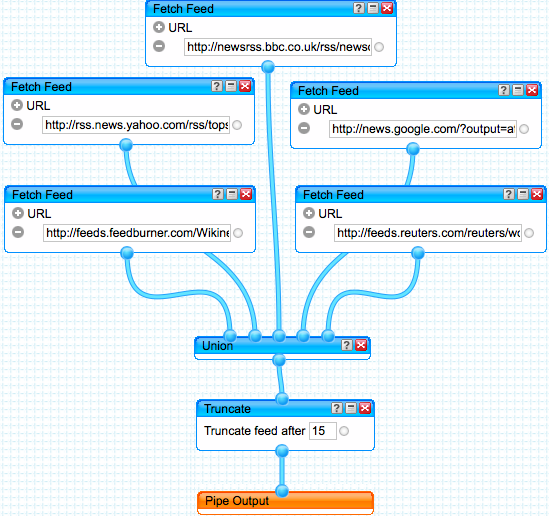 Fetch Feed
URL
http://newsrss.bbc.co.uk/rss/newso
Fetch Feed
URL
http://rss.news.yahoo.com/rss/tops
Fetch Feed
URL
http://news.google.com/?output=at
Fetch Feed
URL
http://feeds.feedburner.com/Wikine
Fetch Feed
URL
http://feeds.reuters.com/reuters/wo
Union
Truncate
Truncate feed after 15
Pipe Output